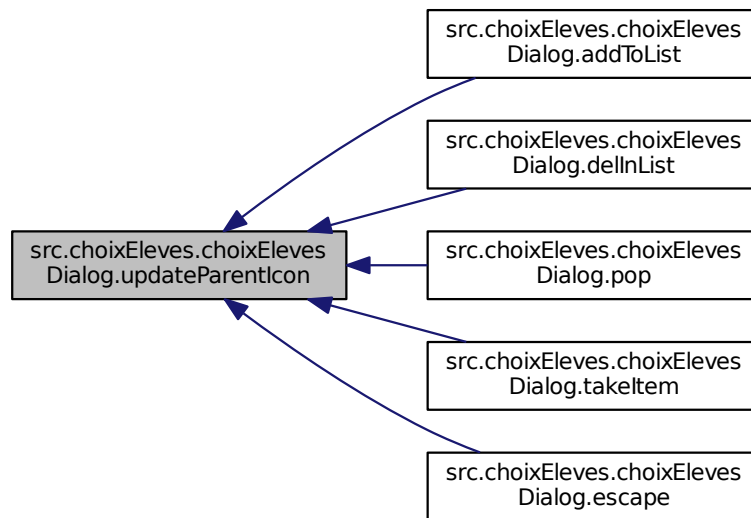 src.choixEleves.choixEleves
Dialog.addToList
src.choixEleves.choixEleves
Dialog.delInList
src.choixEleves.choixEleves
Dialog.updateParentIcon
src.choixEleves.choixEleves
Dialog.pop
src.choixEleves.choixEleves
Dialog.takeItem
src.choixEleves.choixEleves
Dialog.escape